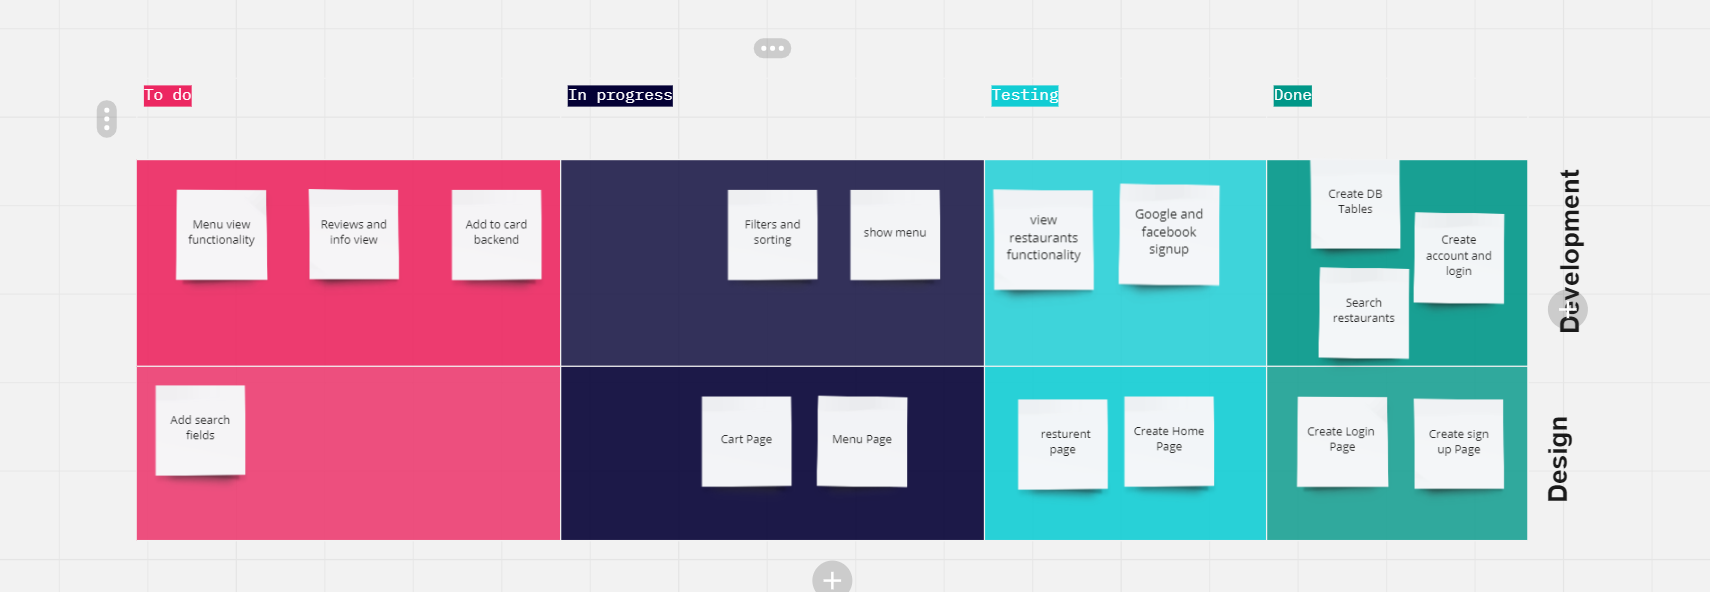 To do
In progress
Testing
Done
Menu view
functionality
Reviews and
info view
Add to card
backend
Filters and
sorting
show menu
view
restaurants
functionality
Google and
facebook
signup
Create DB
Tables
Create
account and
login
Search
restaurants
Development
Add search
fields
Cart Page
Menu Page
resturent
page
Create Home
Page
Create Login
Page
Create sign
up Page
Design